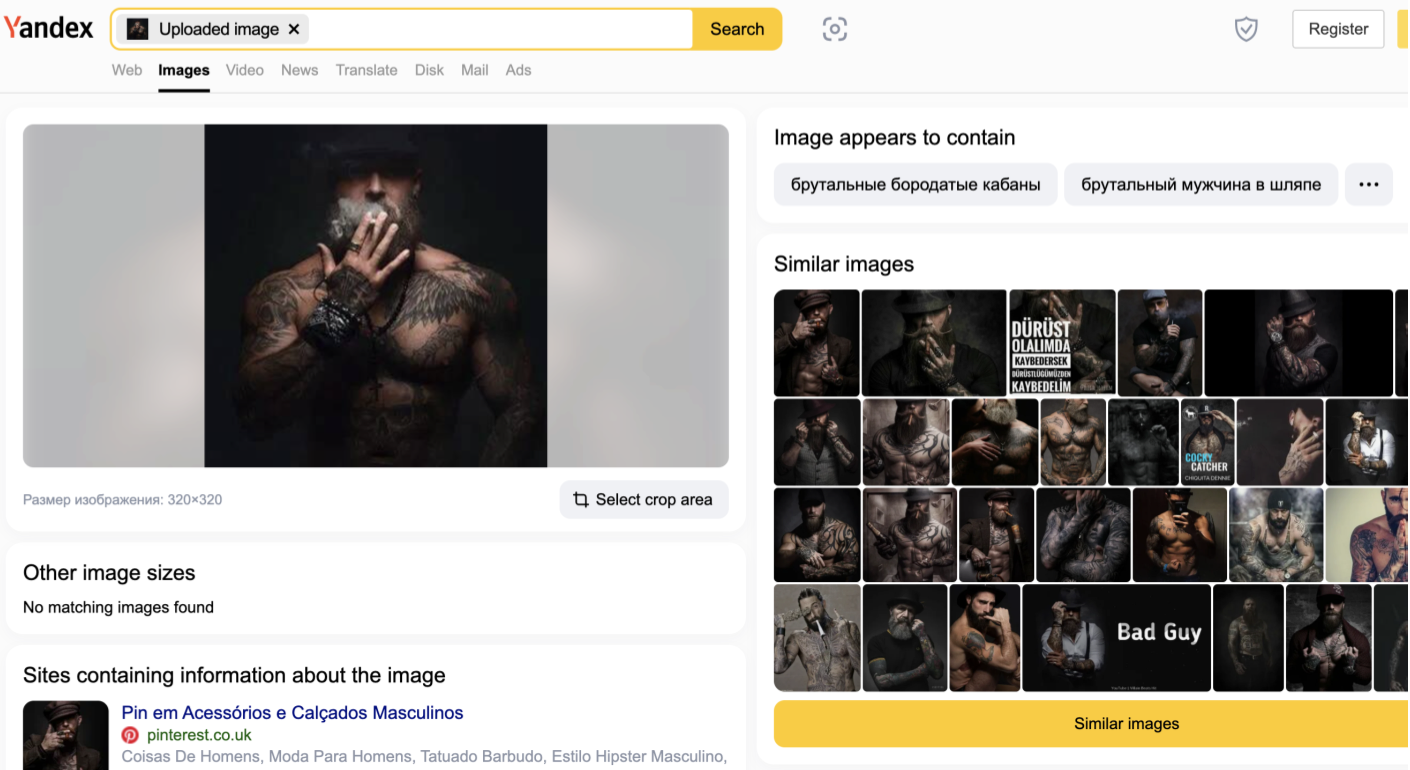 Yandex
Uploaded image
Search
Register
Web Images Video News Translate Disk Mail Ads
Размер изображения: 320×320
Select crop area
Other image sizes
No matching images found
Sites containing information about the image
Pin em Acessórios e Calçados Masculinos
pinterest.co.uk
Coisas De Homens, Moda Para Homens, Tatuado Barbudo, Estilo Hipster Masculino,
Image appears to contain
брутальные бородатые кабаны
брутальный мужчина в шляпе
Similar images
DÜRÜST
OLALIMDA
KAYBEDERSEK
DÜRÜSTLÜĞÜMÜZDEN
KAYBEDELİM
COCKY
CATCHER
CHIQUITA DENNIE
Bad Guy
Similar images